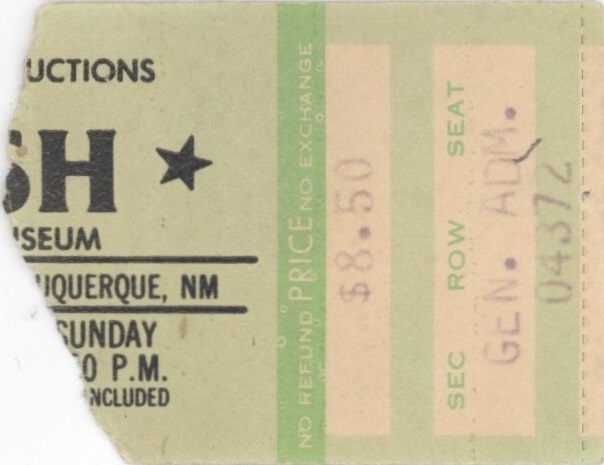 UCTIONS
SH ★
ISEUM
UQUERQUE, NM
SUNDAY
0 P.M.
NCLUDED
NO REFUND PRICE NO EXCHANGE
$8.50
SEC ROW SEAT
GEN. ADM.
04372